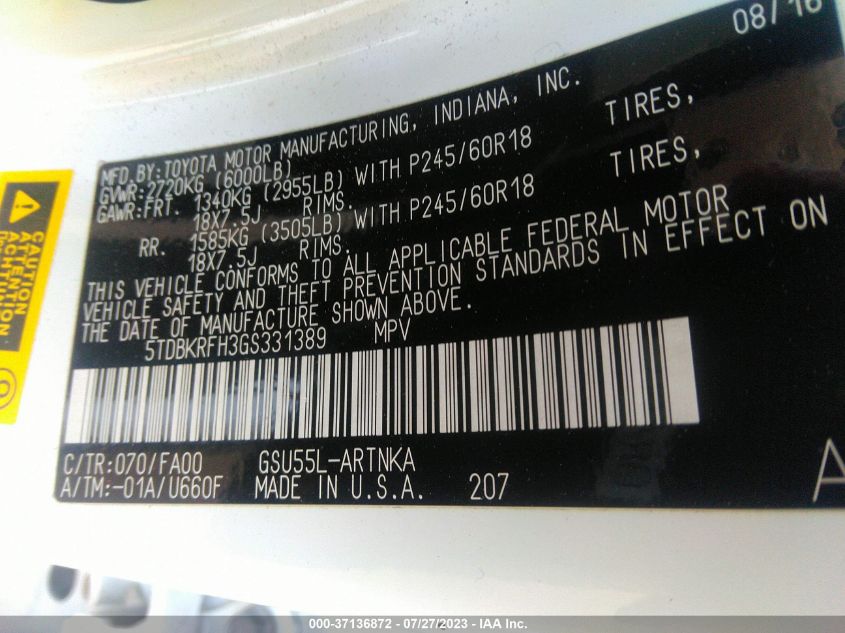 08/16
MFD.BY:TOYOTA MOTOR MANUFACTURING, INDIANA, INC.
GVWR:2720KG (6000LB)
GAWR:FRT. 1340KG (2955LB) WITH P245/60R18 TIRES,
18X7.5J RIMS.
RR. 1585KG (3505LB) WITH P245/60R18 TIRES,
18X7.5J RIMS.
THIS VEHICLE CONFORMS TO ALL APPLICABLE FEDERAL MOTOR
VEHICLE SAFETY AND THEFT PREVENTION STANDARDS IN EFFECT ON
THE DATE OF MANUFACTURE SHOWN ABOVE.
5TDBKRFH3GS331389 MPV
C/TR:070/FA00 GSU55L-ARTNKA
A/TM:-01A/U660F MADE IN U.S.A. 207
A
CAUTION
ATTENTION
ACHTUNG
000-37136872 - 07/27/2023 - IAA Inc.